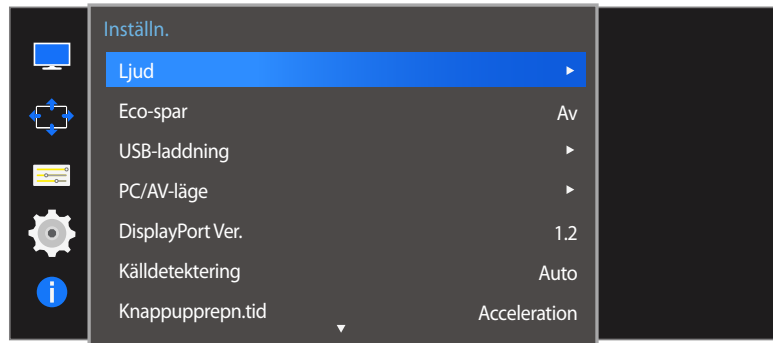 Inställn.
Ljud
Eco-spar Av
USB-laddning
PC/AV-läge
DisplayPort Ver. 1.2
Källdetektering Auto
Knappupprepn.tid Acceleration